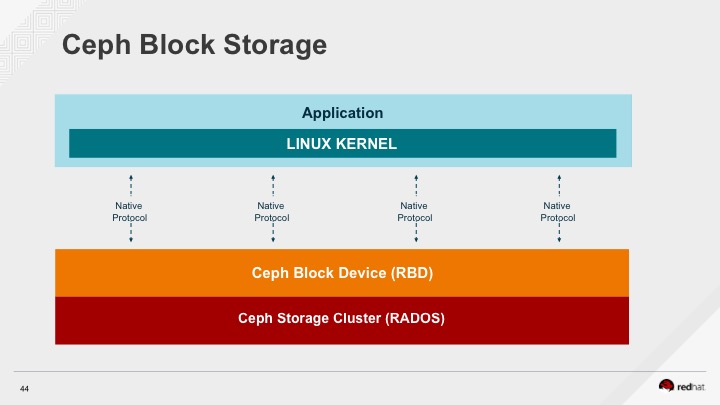 Ceph Block Storage
Application
LINUX KERNEL
Native Protocol
Native Protocol
Native Protocol
Native Protocol
Ceph Block Device (RBD)
Ceph Storage Cluster (RADOS)
44
redhat.